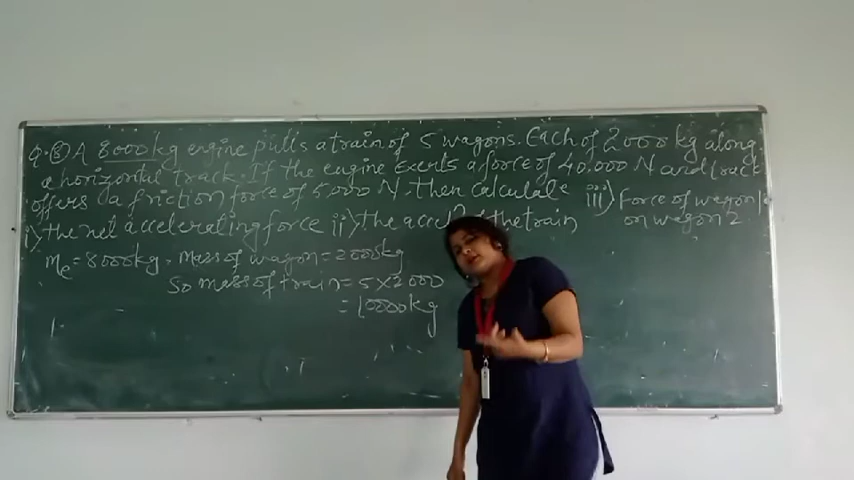 Q.8) A 8000 kg engine pulls a train of 5 wagons. Each of 2000 kg along
a horizontal track. If the engine Exerts a force of 40,000 N and track
offers a friction force of 5000 N, then calculate
i) The net accelerating force ii) The accel of the train iii) Force of wagon 1
on wagon 2
me = 8000kg, Mass of wagon = 2000kg
So mass of train = 5 x 2000
= 10000kg